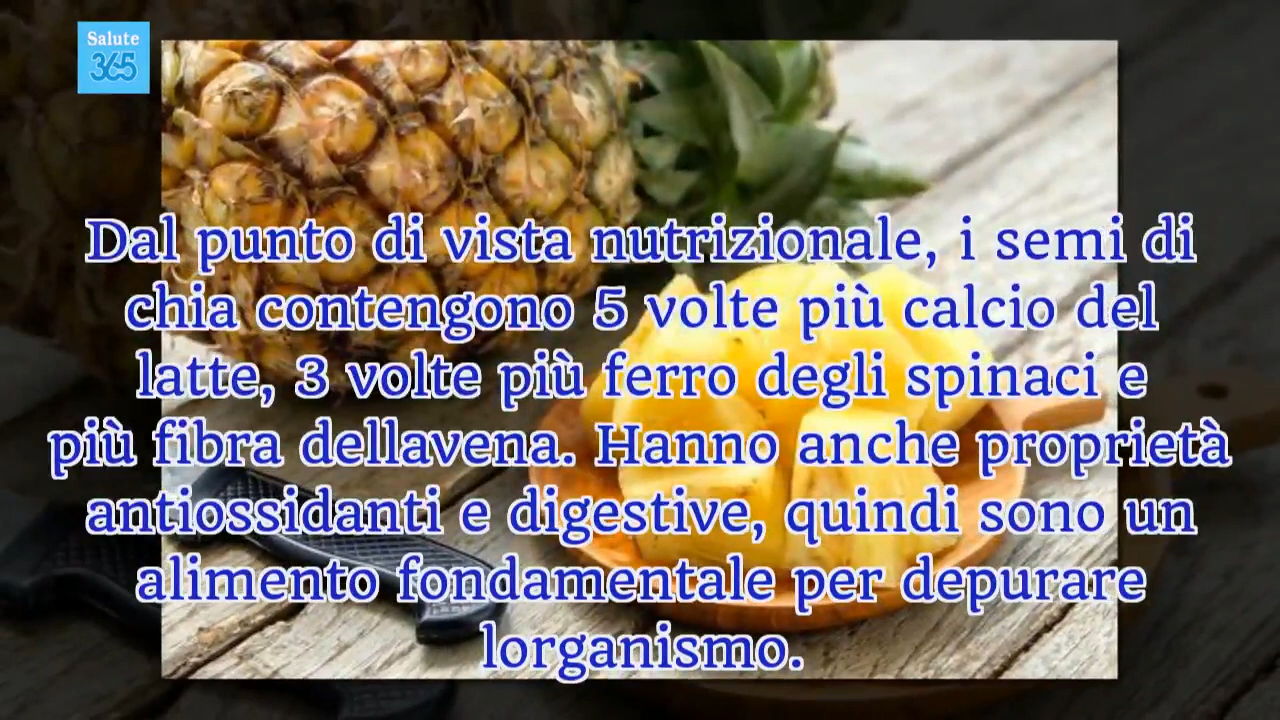 Salute
365
Dal punto di vista nutrizionale, i semi di
chia contengono 5 volte più calcio del
latte, 3 volte più ferro degli spinaci e
più fibra dellavena. Hanno anche proprietà
antiossidanti e digestive, quindi sono un
alimento fondamentale per depurare
lorganismo.